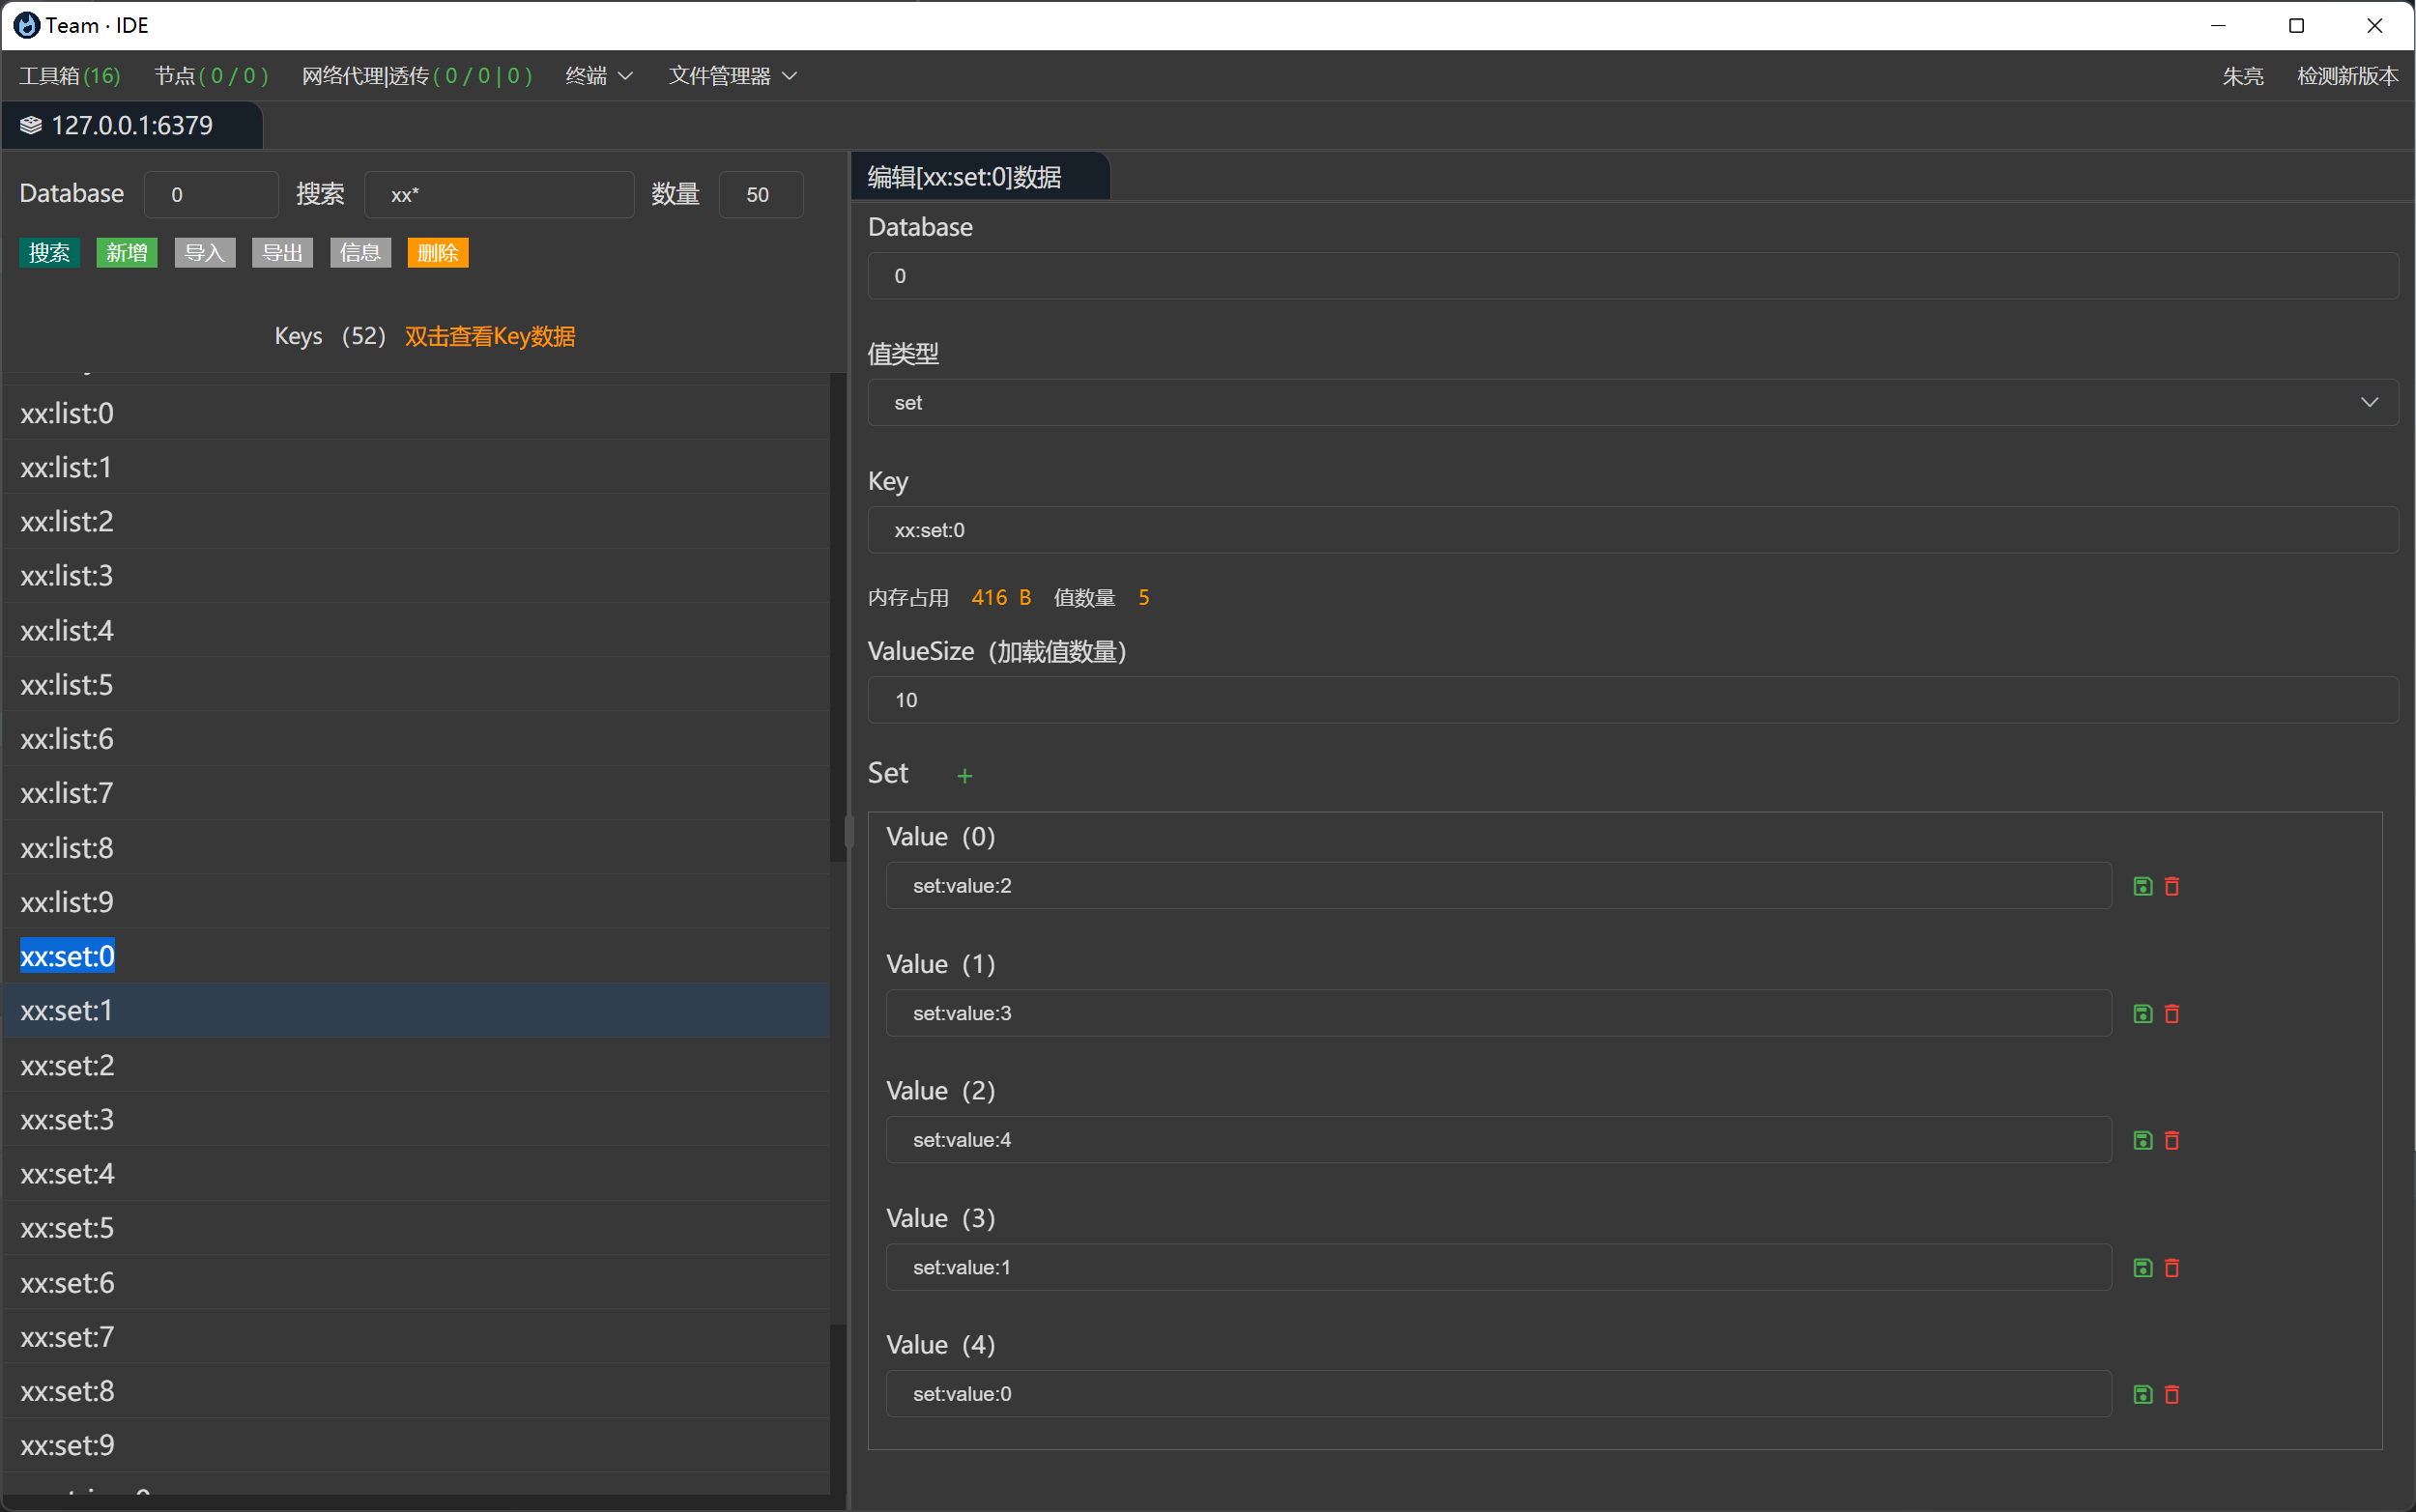 Team · IDE
工具箱(16) 节点( 0 / 0 ) 网络代理|透传( 0 / 0 | 0 ) 终端 文件管理器 朱亮 检测新版本
127.0.0.1:6379
Database 0 搜索 xx* 数量 50
搜索 新增 导入 导出 信息 删除
Keys （52） 双击查看Key数据
xx:list:0
xx:list:1
xx:list:2
xx:list:3
xx:list:4
xx:list:5
xx:list:6
xx:list:7
xx:list:8
xx:list:9
xx:set:0
xx:set:1
xx:set:2
xx:set:3
xx:set:4
xx:set:5
xx:set:6
xx:set:7
xx:set:8
xx:set:9
编辑[xx:set:0]数据
Database
0
值类型
set
Key
xx:set:0
内存占用 416 B 值数量 5
ValueSize（加载值数量）
10
Set +
Value（0）
set:value:2
Value（1）
set:value:3
Value（2）
set:value:4
Value（3）
set:value:1
Value（4）
set:value:0